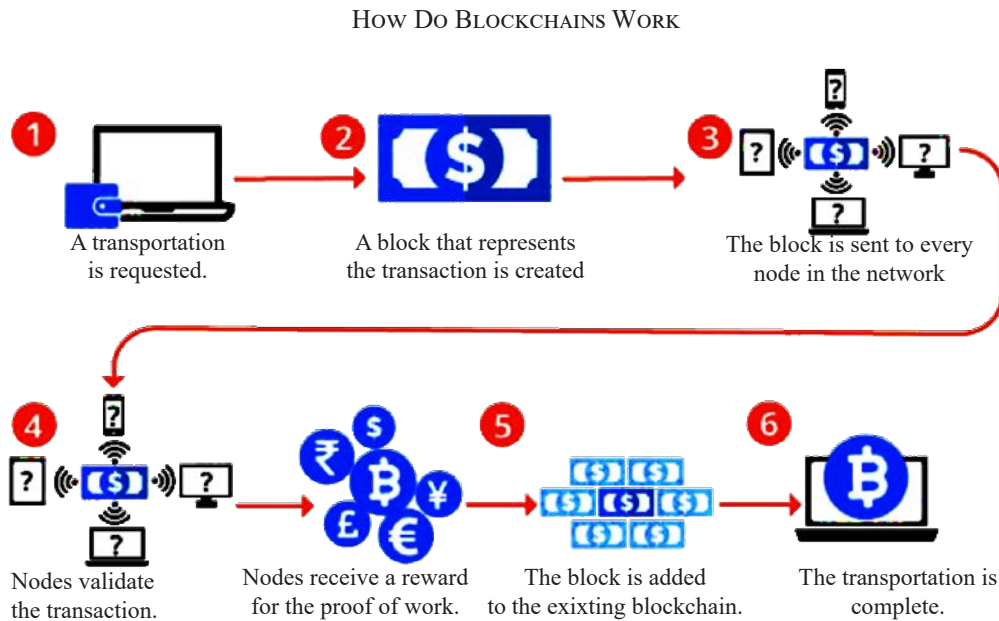 How Do Blockchains Work
1
A transportation
is requested.
2
$
A block that represents
the transaction is created
3
?
?
$
?
?
The block is sent to every
node in the network
4
?
?
$
?
?
Nodes validate
the transaction.
$
₹
₿
¥
£
€
Nodes receive a reward
for the proof of work.
5
$ $
$ $ $
$ $
The block is added
to the exixting blockchain.
6
₿
The transportation is
complete.